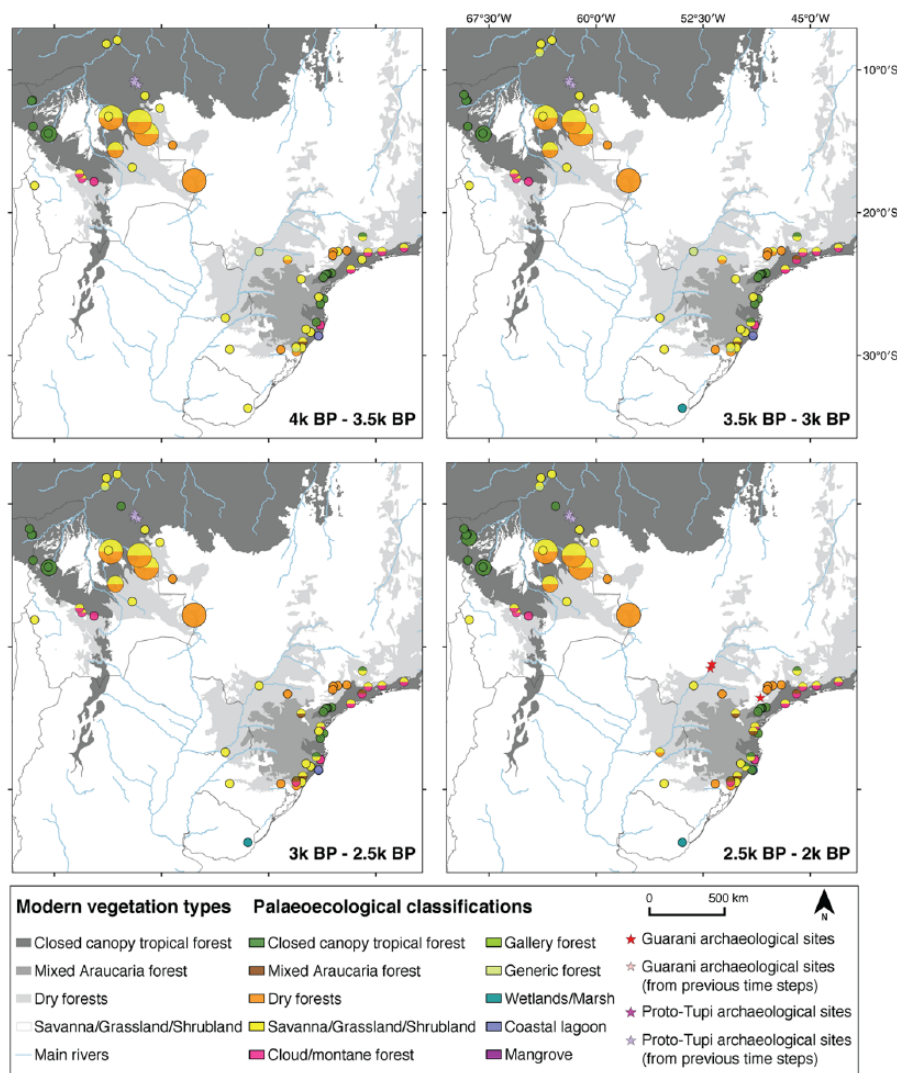 67°30'W 60°0'W 52°30'W 45°0'W
10°0'S
20°0'S
30°0'S
4k BP - 3.5k BP
3.5k BP - 3k BP
3k BP - 2.5k BP
2.5k BP - 2k BP
Modern vegetation types
Closed canopy tropical forest
Mixed Araucaria forest
Dry forests
Savanna/Grassland/Shrubland
Main rivers
Palaeoecological classifications
Closed canopy tropical forest
Mixed Araucaria forest
Dry forests
Savanna/Grassland/Shrubland
Cloud/montane forest
Gallery forest
Generic forest
Wetlands/Marsh
Coastal lagoon
Mangrove
0 500 km
N
Guarani archaeological sites
Guarani archaeological sites
(from previous time steps)
Proto-Tupi archaeological sites
Proto-Tupi archaeological sites
(from previous time steps)